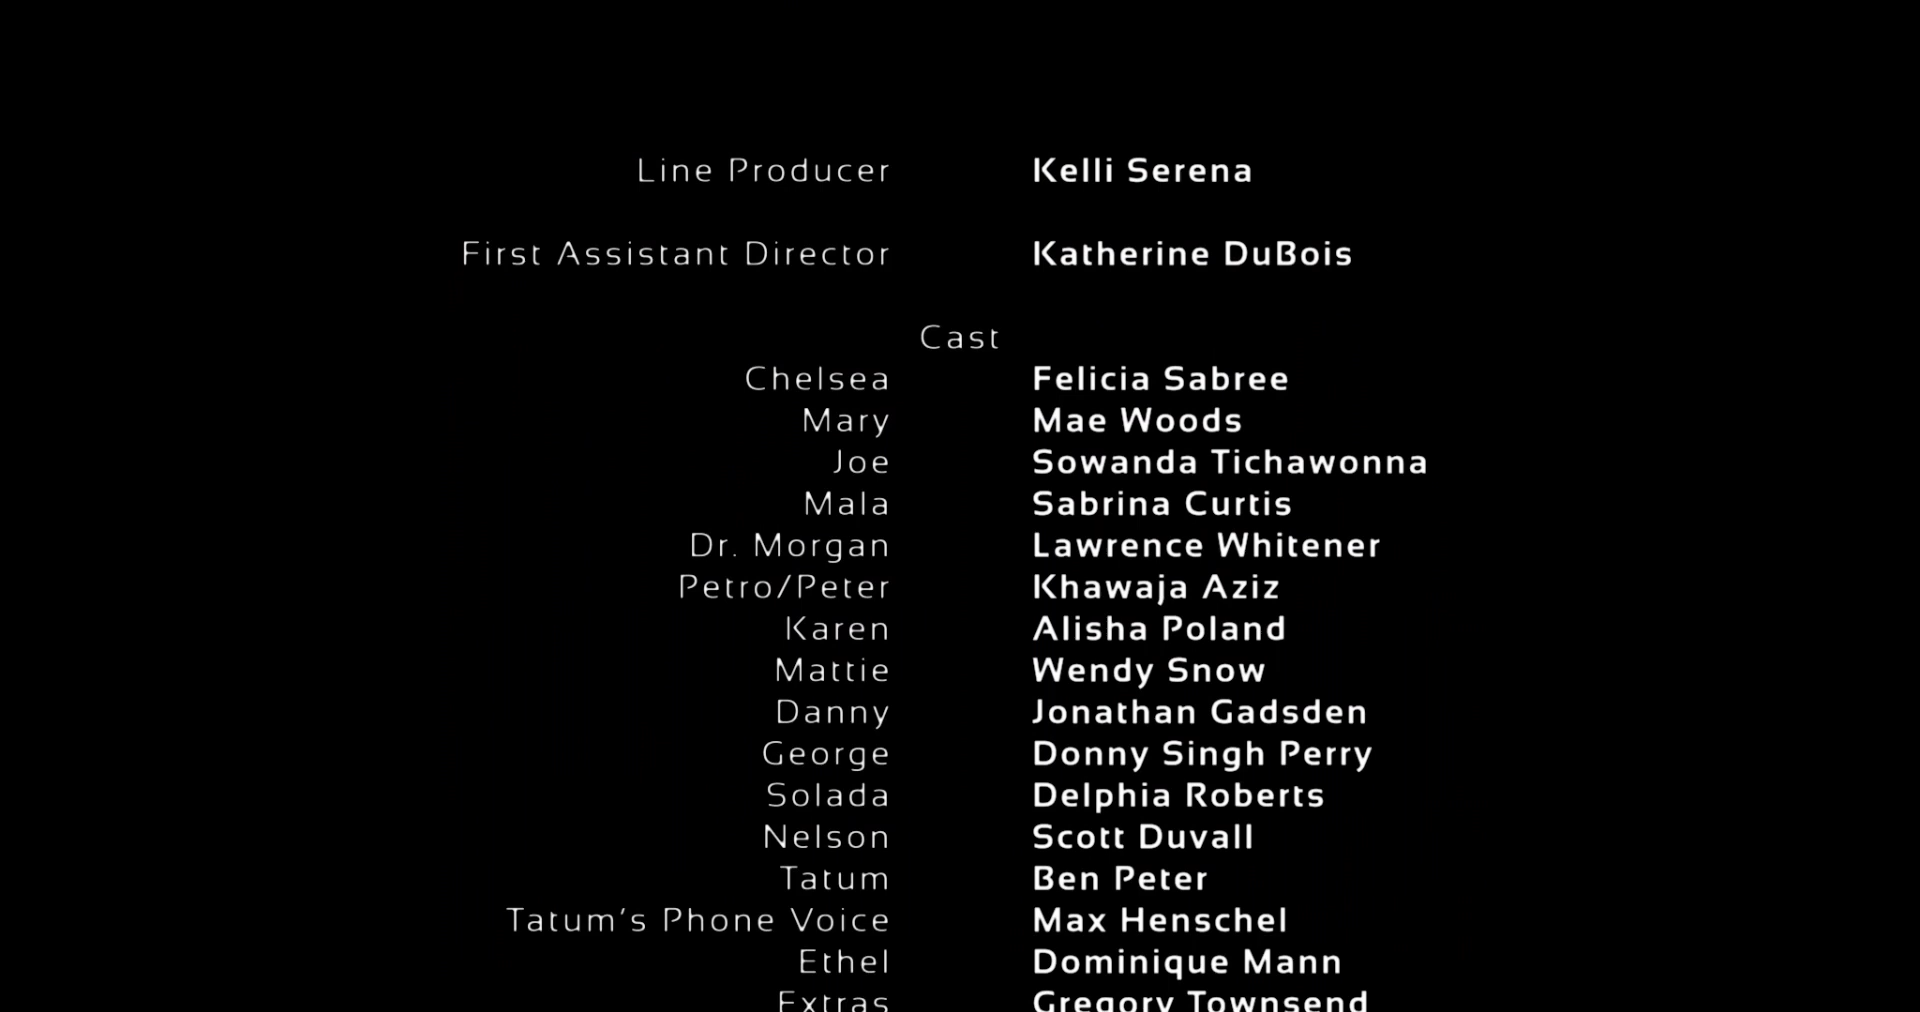 Line Producer Kelli Serena
First Assistant Director Katherine DuBois
Cast
Chelsea Felicia Sabree
Mary Mae Woods
Joe Sowanda Tichawonna
Mala Sabrina Curtis
Dr. Morgan Lawrence Whitener
Petro/Peter Khawaja Aziz
Karen Alisha Poland
Mattie Wendy Snow
Danny Jonathan Gadsden
George Donny Singh Perry
Solada Delphia Roberts
Nelson Scott Duvall
Tatum Ben Peter
Tatum's Phone Voice Max Henschel
Ethel Dominique Mann
Extras Gregory Townsend